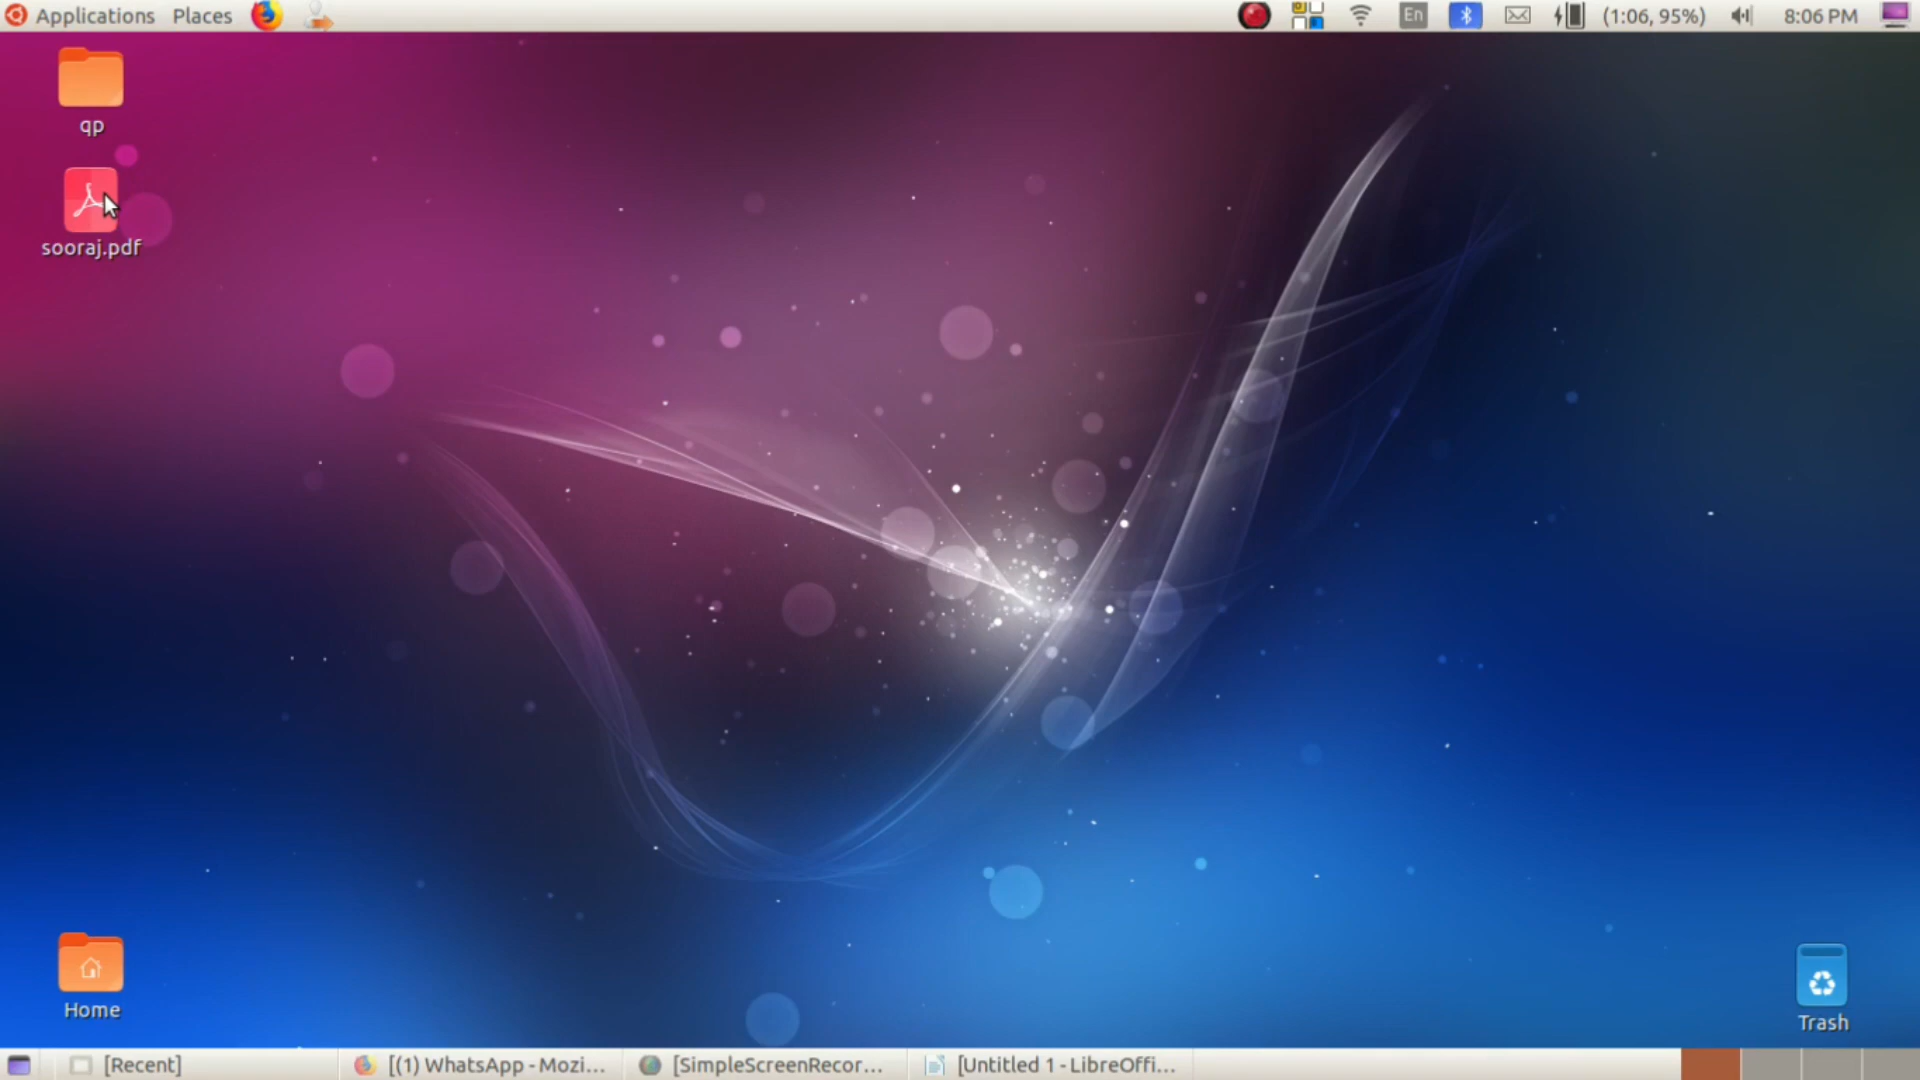 Applications Places En (1:06, 95%) 8:06 PM
qp
sooraj.pdf
Home
Trash
[Recent] [(1) WhatsApp - Mozi... [SimpleScreenRecor... [Untitled 1 - LibreOffi...